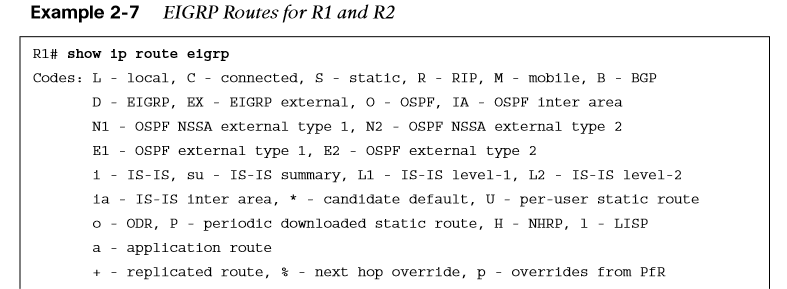 Example 2-7 EIGRP Routes for R1 and R2
R1# show ip route eigrp
Codes: L - local, C - connected, S - static, R - RIP, M - mobile, B - BGP
D - EIGRP, EX - EIGRP external, O - OSPF, IA - OSPF inter area
N1 - OSPF NSSA external type 1, N2 - OSPF NSSA external type 2
E1 - OSPF external type 1, E2 - OSPF external type 2
i - IS-IS, su - IS-IS summary, L1 - IS-IS level-1, L2 - IS-IS level-2
ia - IS-IS inter area, * - candidate default, U - per-user static route
o - ODR, P - periodic downloaded static route, H - NHRP, l - LISP
a - application route
+ - replicated route, % - next hop override, p - overrides from PfR